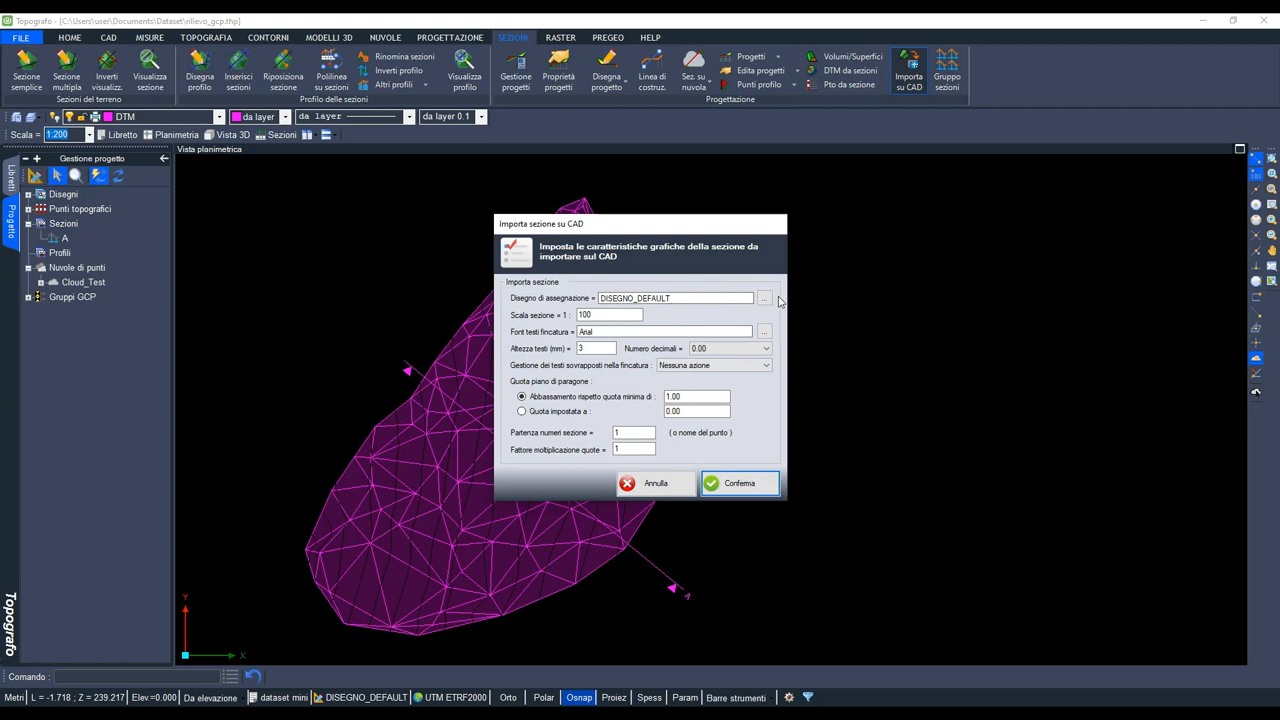 Topografo - [C:\Users\user\Documents\Dataset\rilievo_gcp.thp]
FILE HOME CAD MISURE TOPOGRAFIA CONTORNI MODELLI 3D NUVOLE PROGETTAZIONE SEZIONI RASTER PREGEO HELP
Sezione semplice
Sezione multipla
Inverti visualizz.
Visualizza sezione
Disegna profilo
Inserisci sezioni
Riposiziona sezione
Polilinea su sezioni
Rinomina sezioni
Inverti profilo
Altri profili
Visualizza profilo
Gestione progetti
Proprietà progetti
Disegna progetto
Linea di costruz.
Sez. su nuvola
Progetti
Edita progetti
Punti profilo
Volumi/Superfici
DTM da sezioni
Pto da sezione
Importa su CAD
Gruppo sezioni
Sezioni del terreno
Profilo delle sezioni
Progettazione
DTM
da layer
da layer
da layer 0.1
Scala = 1:200 Libretto Planimetria Vista 3D Sezioni
Gestione progetto
Vista planimetrica
Libretti
Progetto
Disegni
Punti topografici
Sezioni
A
Profili
Nuvole di punti
Cloud_Test
Gruppi GCP
Importa sezione su CAD
Imposta le caratteristiche grafiche della sezione da
importare sul CAD
Importa sezione
Disegno di assegnazione = DISEGNO_DEFAULT ...
Scala sezione = 1 : 100
Font testi fincatura = Arial ...
Altezza testi (mm) = 3 Numero decimali = 0.00
Gestione dei testi sovrapposti nella fincatura : Nessuna azione
Quota piano di paragone :
Abbassamento rispetto quota minima di : 1.00
Quota impostata a : 0.00
Partenza numeri sezione = 1 ( o nome del punto )
Fattore moltiplicazione quote = 1
Annulla Conferma
A
Y
X
Topografo
Comando :
Metri L = -1.718 ; Z = 239.217 Elev.=0.000 Da elevazione dataset mini DISEGNO_DEFAULT UTM ETRF2000 Orto Polar Osnap Proiez Spess Param Barre strumenti